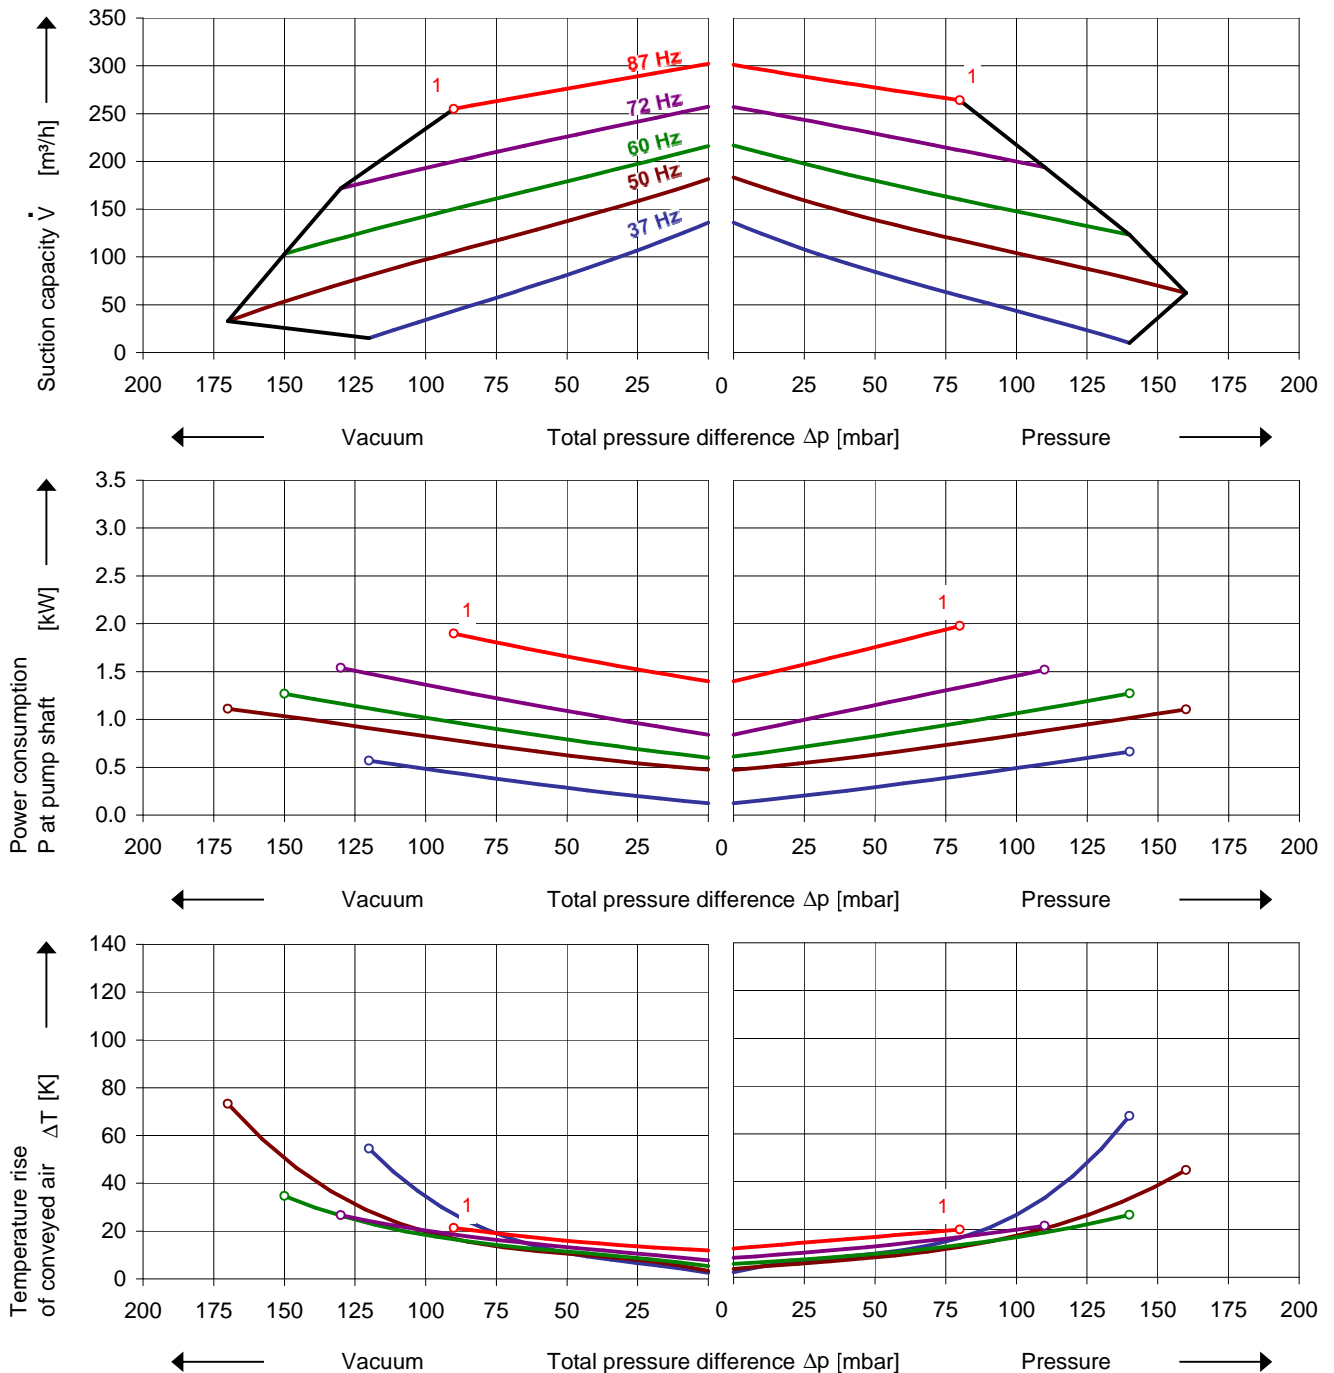 350
300
250
200
150
100
50
0
Suction capacity V̇ [m³/h]
87 Hz
72 Hz
60 Hz
50 Hz
37 Hz
1
1
200 175 150 125 100 75 50 25 0 25 50 75 100 125 150 175 200
Vacuum Total pressure difference Δp [mbar] Pressure
3.5
3.0
2.5
2.0
1.5
1.0
0.5
0.0
Power consumption
P at pump shaft [kW]
1
1
200 175 150 125 100 75 50 25 0 25 50 75 100 125 150 175 200
Vacuum Total pressure difference Δp [mbar] Pressure
140
120
100
80
60
40
20
0
Temperature rise
of conveyed air ΔT [K]
1
1
200 175 150 125 100 75 50 25 0 25 50 75 100 125 150 175 200
Vacuum Total pressure difference Δp [mbar] Pressure